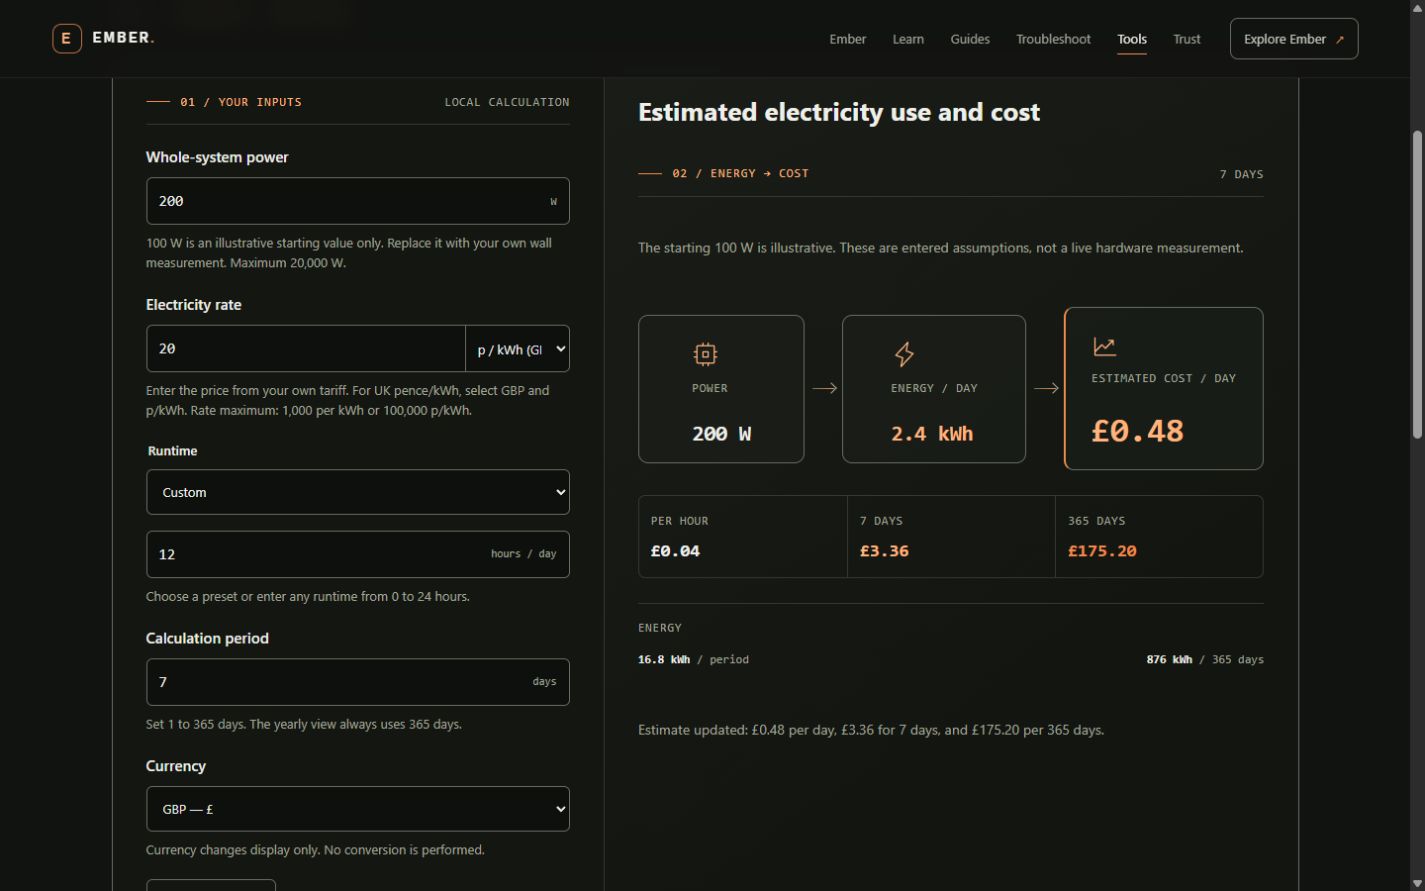 E EMBER.
Ember Learn Guides Troubleshoot Tools Trust Explore Ember ↗
01 / YOUR INPUTS LOCAL CALCULATION
Whole-system power
200 W
100 W is an illustrative starting value only. Replace it with your own wall
measurement. Maximum 20,000 W.
Electricity rate
20 p / kWh (GI
Enter the price from your own tariff. For UK pence/kWh, select GBP and
p/kWh. Rate maximum: 1,000 per kWh or 100,000 p/kWh.
Runtime
Custom
12 hours / day
Choose a preset or enter any runtime from 0 to 24 hours.
Calculation period
7 days
Set 1 to 365 days. The yearly view always uses 365 days.
Currency
GBP — £
Currency changes display only. No conversion is performed.
Estimated electricity use and cost
02 / ENERGY → COST 7 DAYS
The starting 100 W is illustrative. These are entered assumptions, not a live hardware measurement.
POWER
200 W
ENERGY / DAY
2.4 kWh
ESTIMATED COST / DAY
£0.48
PER HOUR
£0.04
7 DAYS
£3.36
365 DAYS
£175.20
ENERGY
16.8 kWh / period 876 kWh / 365 days
Estimate updated: £0.48 per day, £3.36 for 7 days, and £175.20 per 365 days.